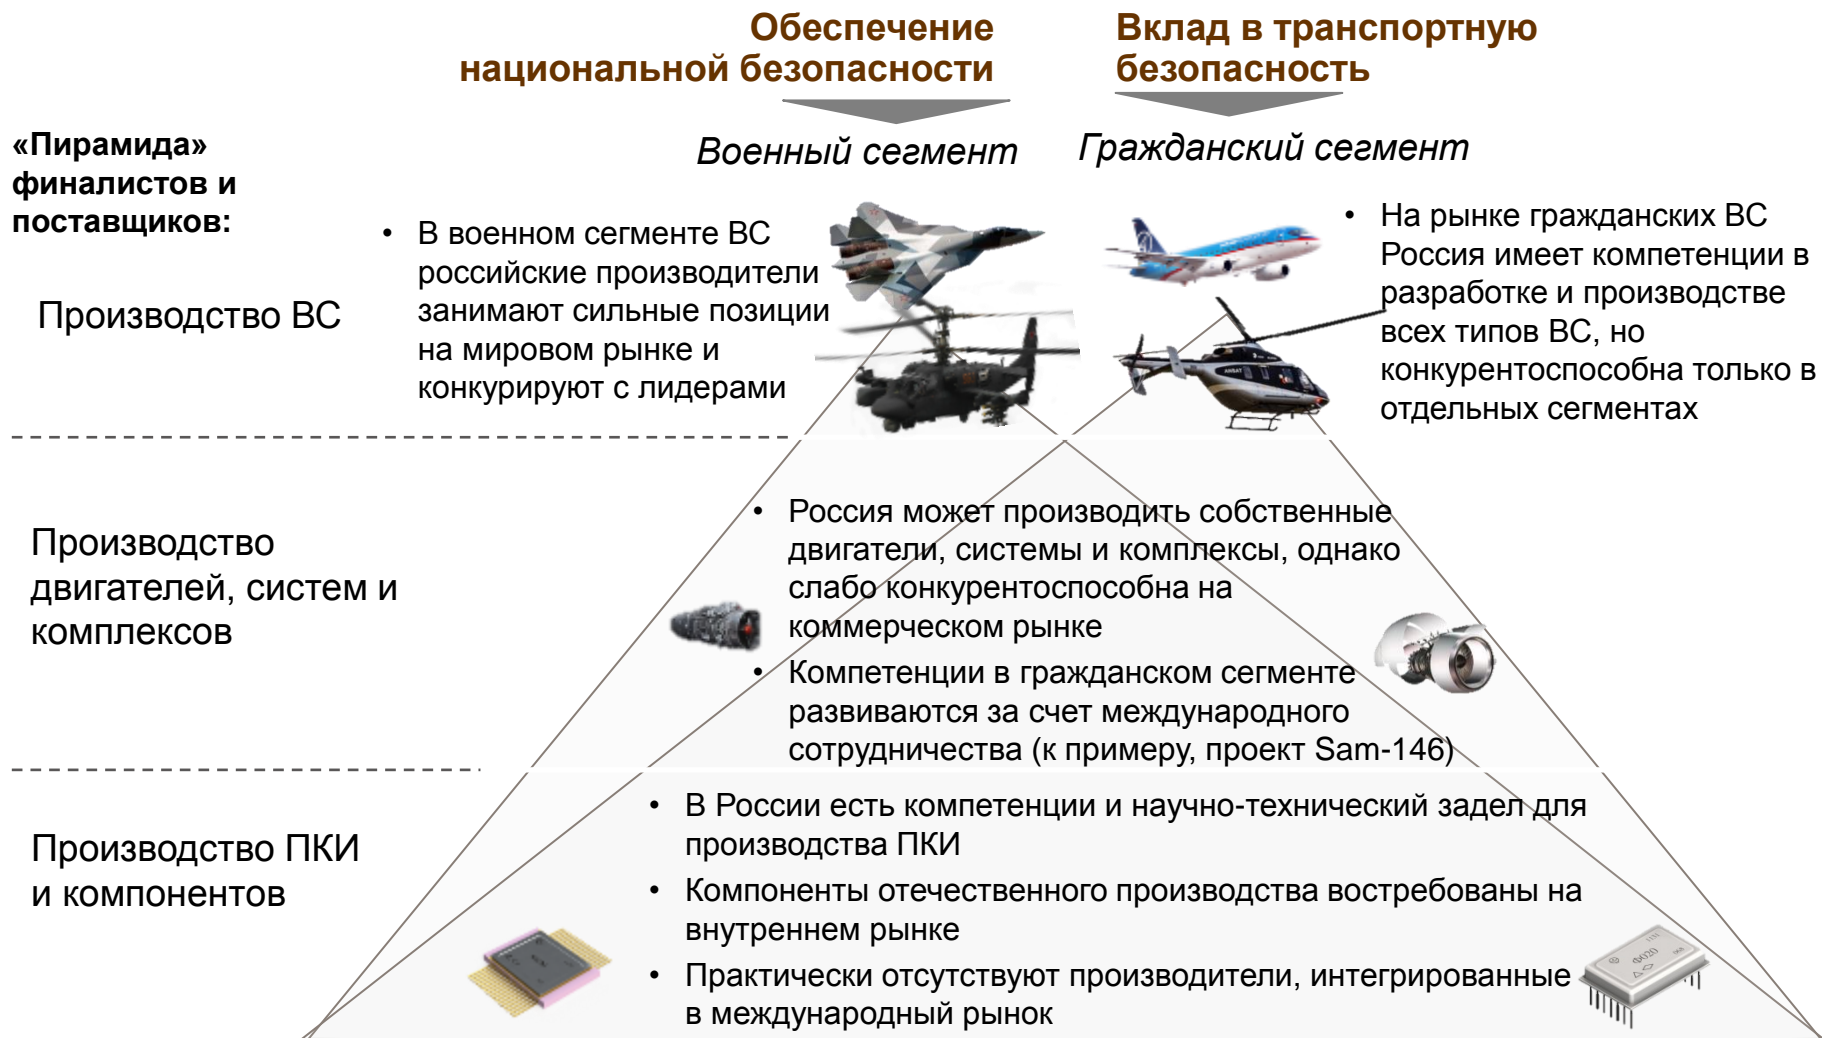 Обеспечение
национальной безопасности
Вклад в транспортную
безопасность
Военный сегмент
Гражданский сегмент
«Пирамида»
финалистов и
поставщиков:
Производство ВС
• В военном сегменте ВС
российские производители
занимают сильные позиции
на мировом рынке и
конкурируют с лидерами
• На рынке гражданских ВС
Россия имеет компетенции в
разработке и производстве
всех типов ВС, но
конкурентоспособна только в
отдельных сегментах
ANSAT
Производство
двигателей, систем и
комплексов
• Россия может производить собственные
двигатели, системы и комплексы, однако
слабо конкурентоспособна на
коммерческом рынке
• Компетенции в гражданском сегменте
развиваются за счет международного
сотрудничества (к примеру, проект Sam-146)
Производство ПКИ
и компонентов
• В России есть компетенции и научно-технический задел для
производства ПКИ
• Компоненты отечественного производства востребованы на
внутреннем рынке
• Практически отсутствуют производители, интегрированные
в международный рынок